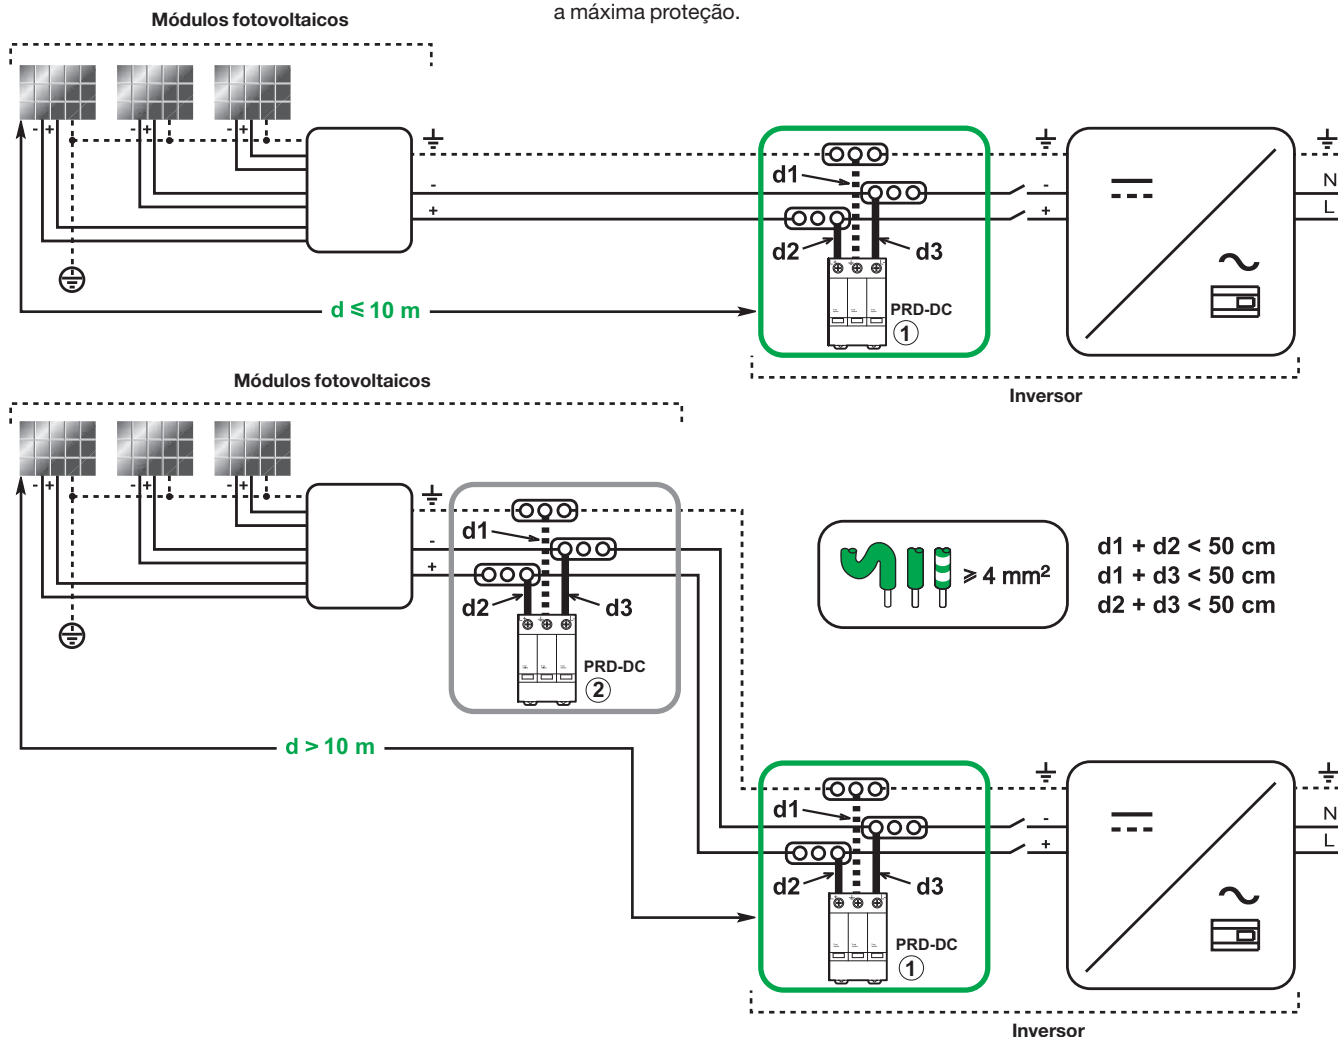 a máxima proteção.
Módulos fotovoltaicos
- +
- +
- +
-
+
d1
d2
d3
PRD-DC
1
-
+
N
L
d ≤ 10 m
Inversor
Módulos fotovoltaicos
- +
- +
- +
-
+
d1
d2
d3
PRD-DC
2
≥ 4 mm²
d1 + d2 < 50 cm
d1 + d3 < 50 cm
d2 + d3 < 50 cm
d > 10 m
d1
d2
d3
PRD-DC
1
-
+
N
L
Inversor